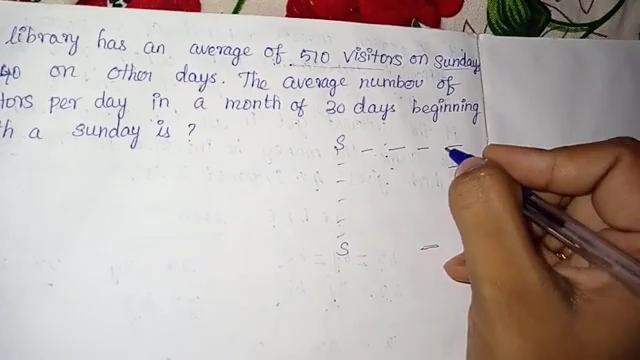 library has an average of 510 visitors on sunday
40 on other days. The average number of
tors per day in a month of 30 days beginning
th a sunday is ?
S
S